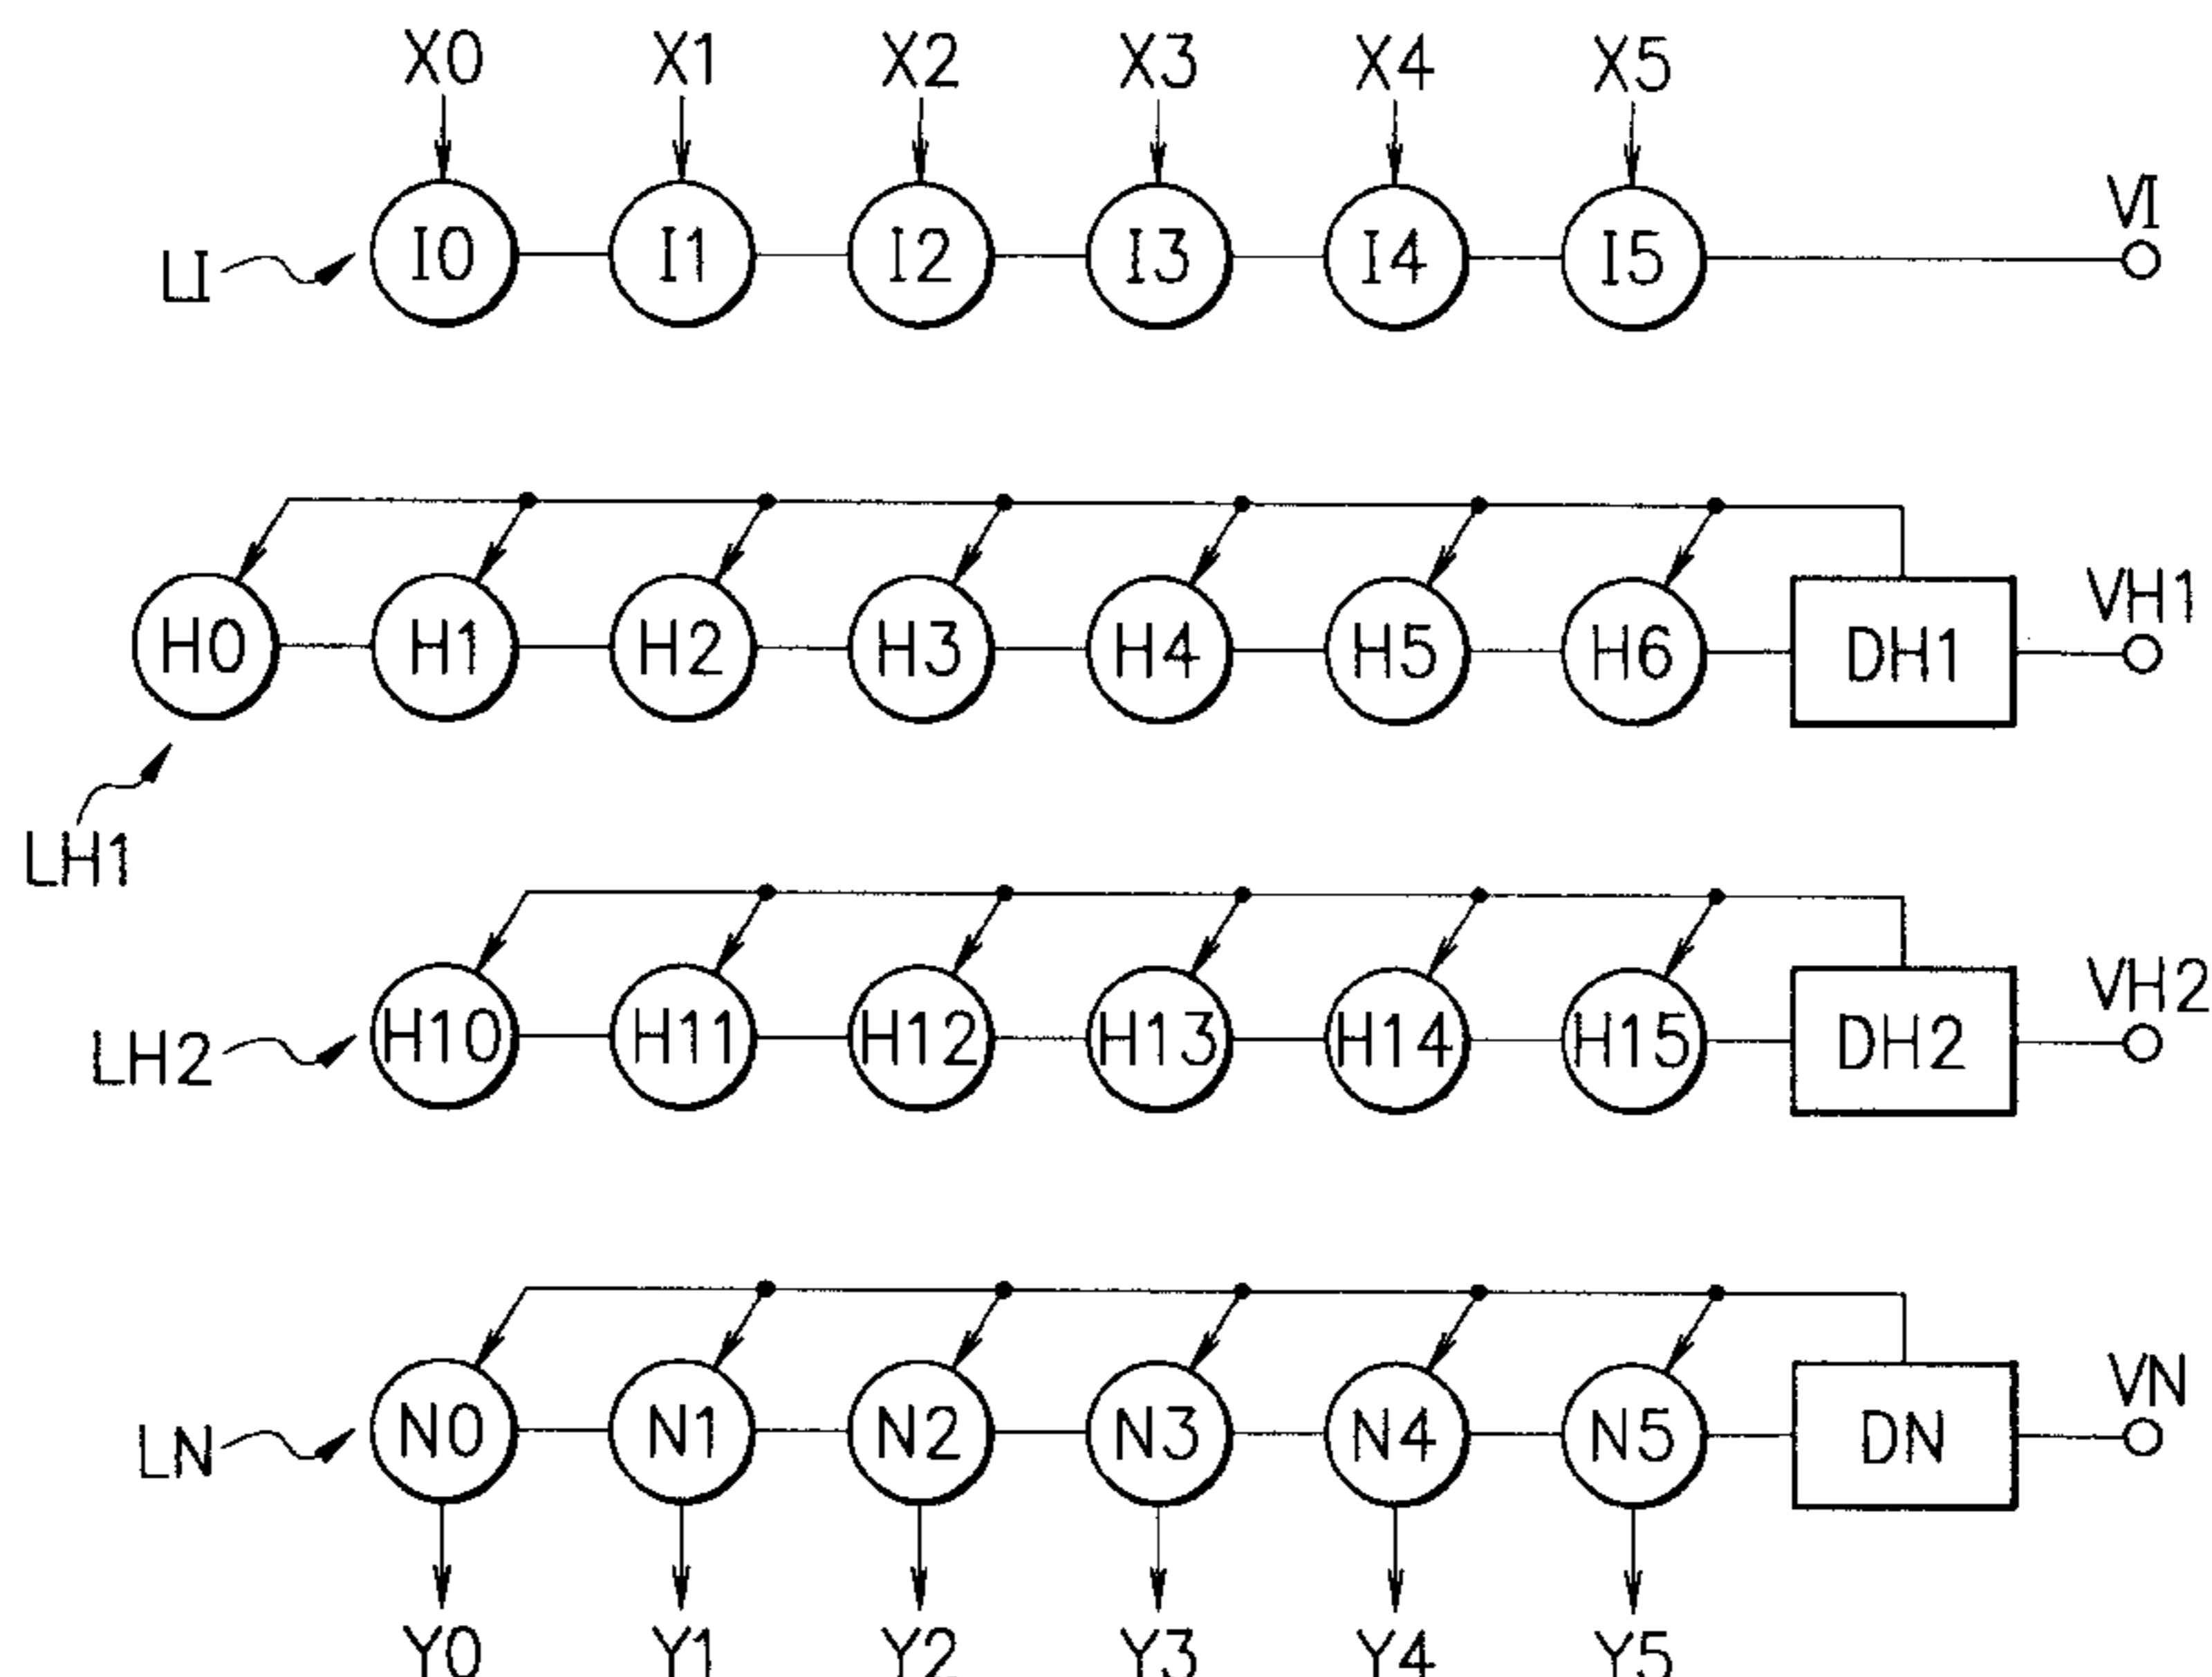 X0 X1 X2 X3 X4 X5
VI
LI I0 I1 I2 I3 I4 I5
VH1
H0 H1 H2 H3 H4 H5 H6 DH1
LH1
VH2
LH2 H10 H11 H12 H13 H14 H15 DH2
VN
LN N0 N1 N2 N3 N4 N5 DN
Y0 Y1 Y2 Y3 Y4 Y5